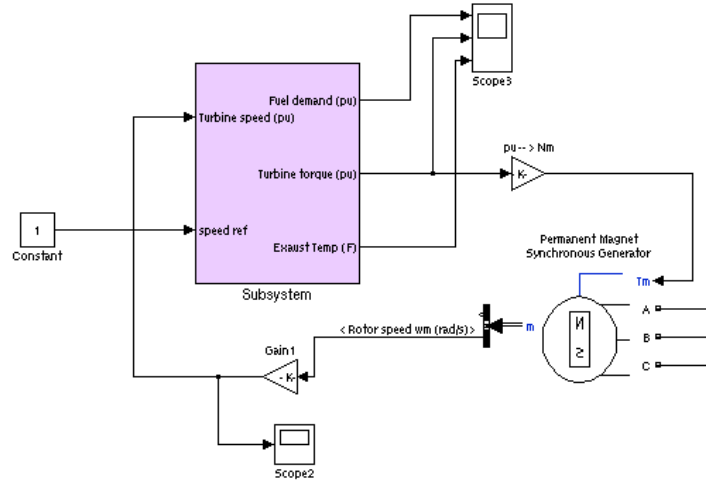 Scope3
Fuel demand (pu)
Turbine speed (pu)
pu--> Nm
Turbine torque (pu)
- K-
1
Constant
speed ref
Exaust Temp (F)
Subsystem
Permanent Magnet
Synchronous Generator
Tm
A
m
< Rotor speed wm (rad/s)>
B
C
N
S
Gain1
- K-
Scope2